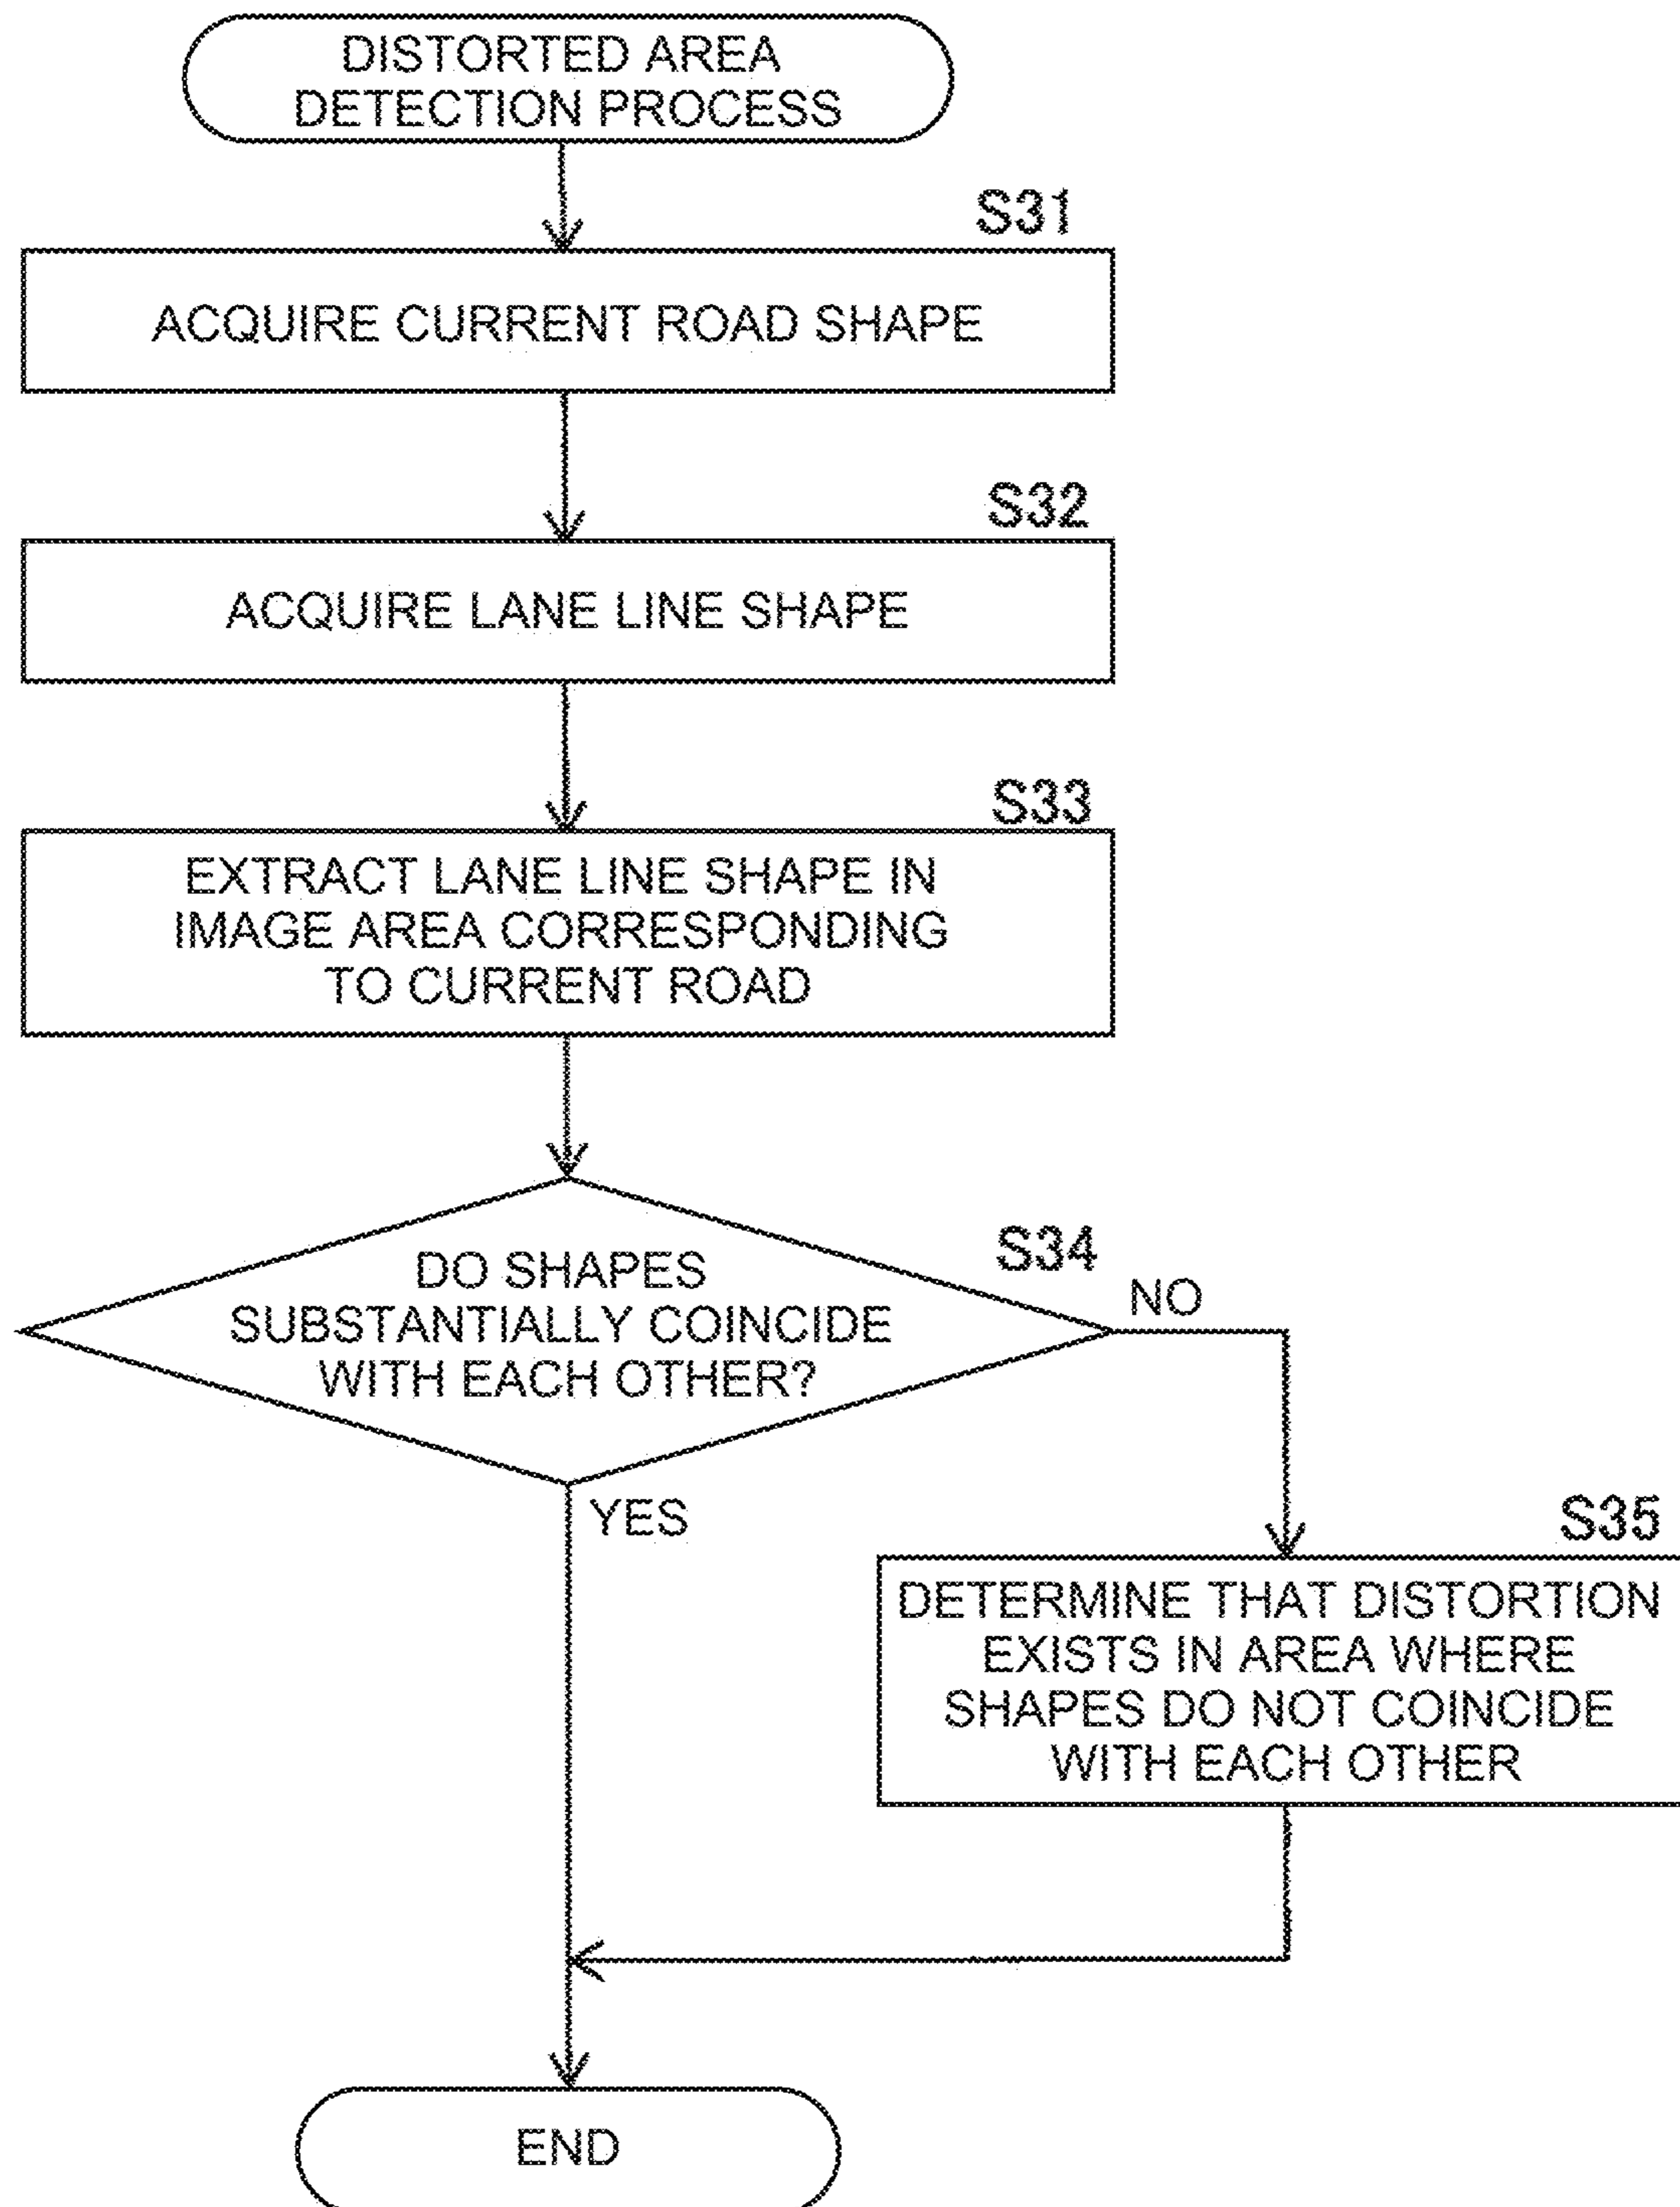 DISTORTED AREA
DETECTION PROCESS
S31
ACQUIRE CURRENT ROAD SHAPE
S32
ACQUIRE LANE LINE SHAPE
S33
EXTRACT LANE LINE SHAPE IN
IMAGE AREA CORRESPONDING
TO CURRENT ROAD
S34
DO SHAPES
SUBSTANTIALLY COINCIDE
WITH EACH OTHER?
NO
YES
S35
DETERMINE THAT DISTORTION
EXISTS IN AREA WHERE
SHAPES DO NOT COINCIDE
WITH EACH OTHER
END